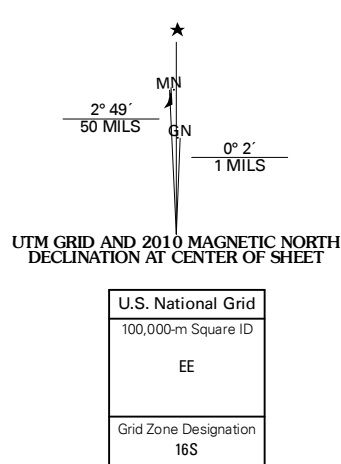 MN
2° 49´
50 MILS
GN
0° 2´
1 MILS
UTM GRID AND 2010 MAGNETIC NORTH
DECLINATION AT CENTER OF SHEET
U.S. National Grid
100,000-m Square ID
EE
Grid Zone Designation
16S